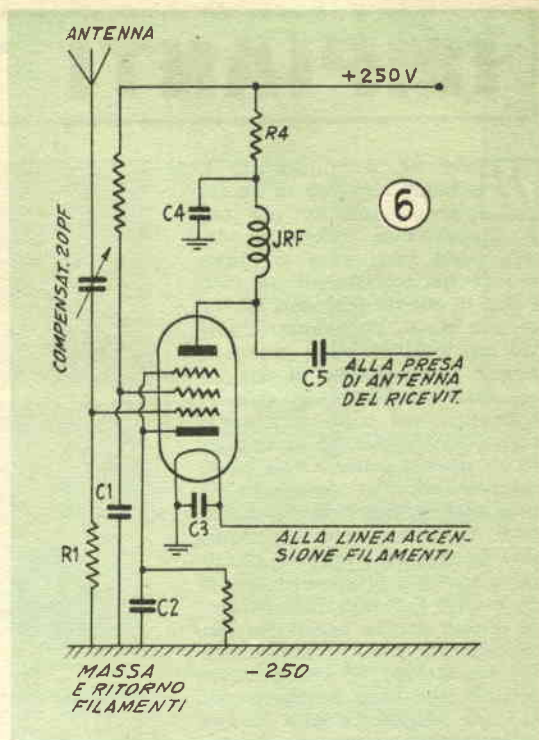 ANTENNA
+250V
R4
6
C4
JRF
COMPENSAT. 20PF
C5
ALLA PRESA
DI ANTENNA
DEL RICEVIT.
C1
C3
R1
ALLA LINEA ACCEN-
SIONE FILAMENTI
C2
MASSA
E RITORNO
FILAMENTI
-250